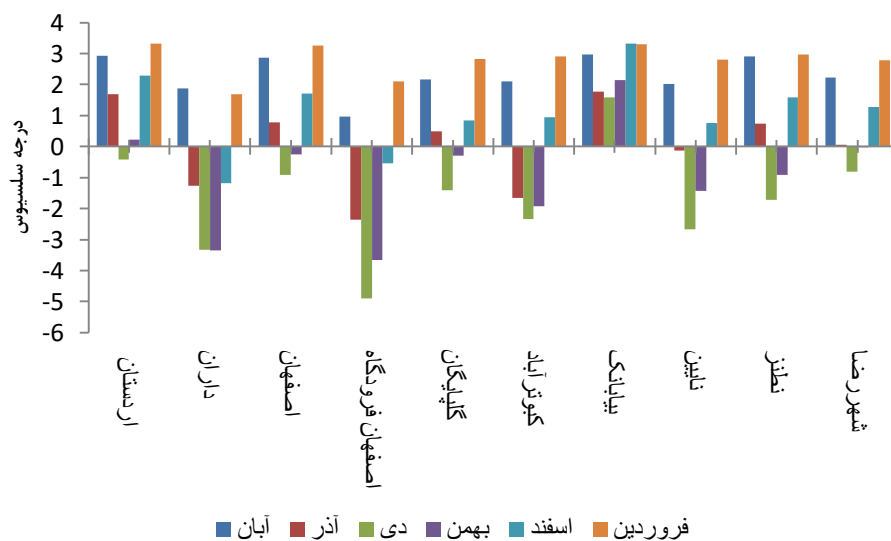 درجه سلسیوس
4
3
2
1
0
-1
-2
-3
-4
-5
-6
اردستان
داران
اصفهان
اصفهان فرودگاه
گلپایگان
کبوترآباد
بیابانک
نایین
نطنز
شهررضا
آبان آذر دی بهمن اسفند فروردین